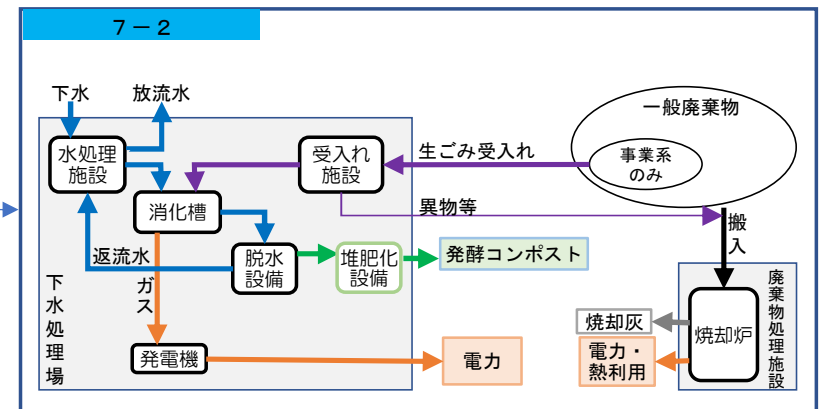 ７－２
下水
放流水
一般廃棄物
水処理
施設
受入れ
施設
生ごみ受入れ
事業系
のみ
消化槽
異物等
搬
入
返流水
脱水
設備
堆肥化
設備
発酵コンポスト
ガ
ス
下
水
処
理
場
廃
棄
物
処
理
施
設
焼却灰
焼却炉
発電機
電力
電力・
熱利用